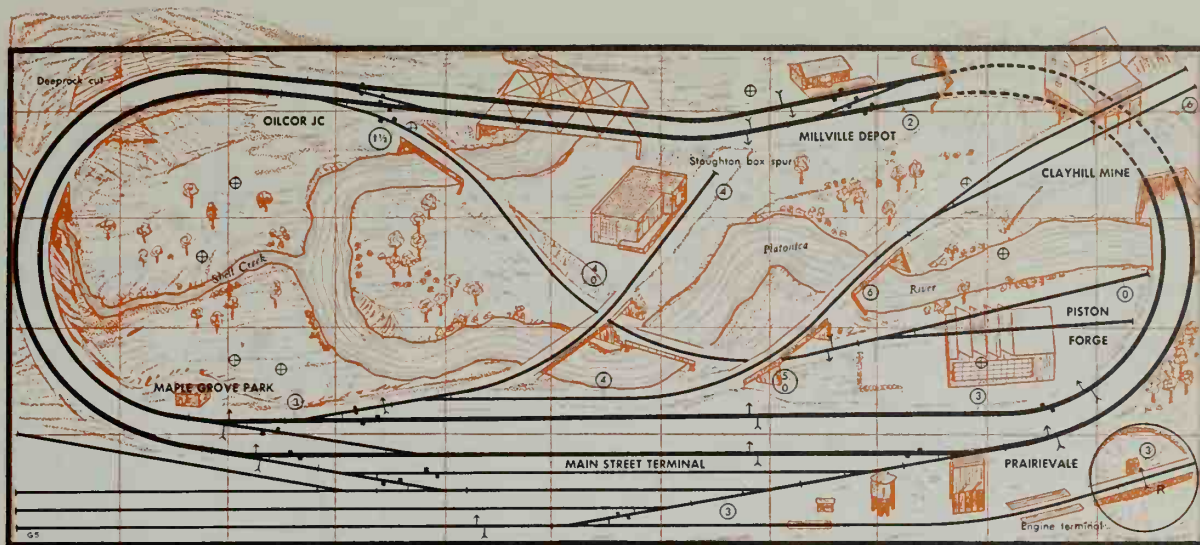 Deeprock cut
OILCOR JC
1½
MILLVILLE DEPOT
2
6
Stoughton box spur
4
CLAYHILL MINE
Shell Creek
4
0
Platonica
River
6
0
PISTON
FORGE
MAPLE GROVE PARK
3
4
5
0
3
MAIN STREET TERMINAL
PRAIRIEVALE
3
R
3
Engine terminal
G5